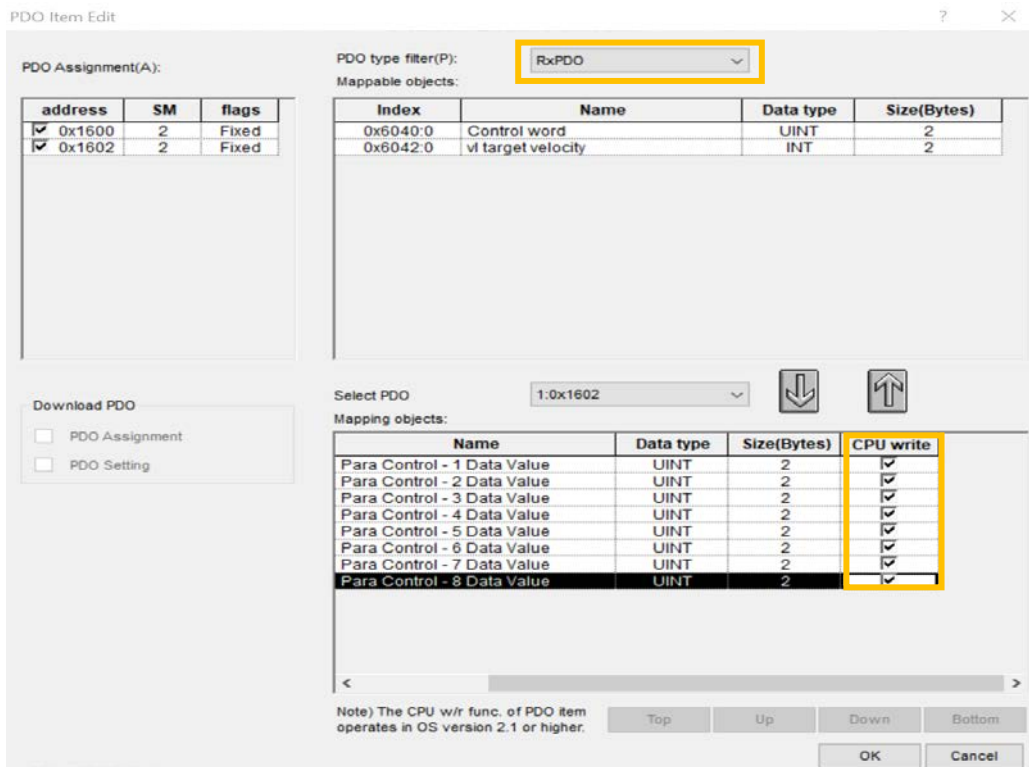 PDO Item Edit
?
PDO Assignment(A):
address SM flags
0x1600 2 Fixed
0x1602 2 Fixed
PDO type filter(P): RxPDO
Mappable objects:
Index Name Data type Size(Bytes)
0x6040:0 Control word UINT 2
0x6042:0 vl target velocity INT 2
Download PDO
PDO Assignment
PDO Setting
Select PDO 1:0x1602
Mapping objects:
Name Data type Size(Bytes) CPU write
Para Control - 1 Data Value UINT 2
Para Control - 2 Data Value UINT 2
Para Control - 3 Data Value UINT 2
Para Control - 4 Data Value UINT 2
Para Control - 5 Data Value UINT 2
Para Control - 6 Data Value UINT 2
Para Control - 7 Data Value UINT 2
Para Control - 8 Data Value UINT 2
Note) The CPU w/r func. of PDO item
operates in OS version 2.1 or higher.
Top Up Down Bottom
OK Cancel